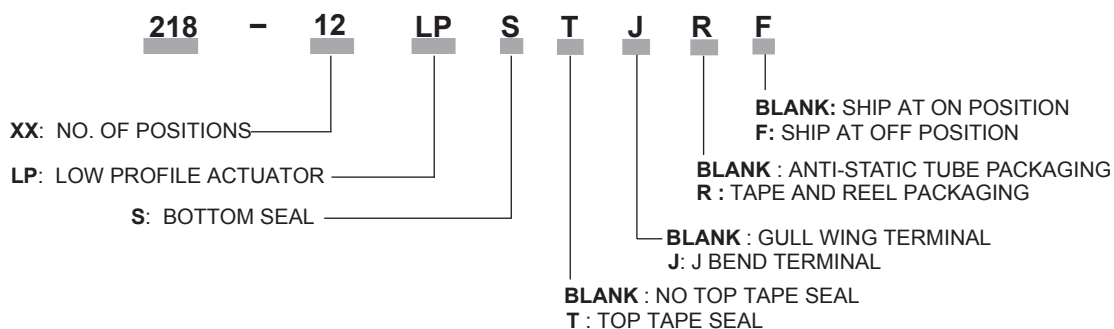 218 – 12 LP S T J R F
BLANK: SHIP AT ON POSITION
F: SHIP AT OFF POSITION
XX: NO. OF POSITIONS
BLANK : ANTI-STATIC TUBE PACKAGING
R : TAPE AND REEL PACKAGING
LP: LOW PROFILE ACTUATOR
S: BOTTOM SEAL
BLANK : GULL WING TERMINAL
J: J BEND TERMINAL
BLANK : NO TOP TAPE SEAL
T : TOP TAPE SEAL